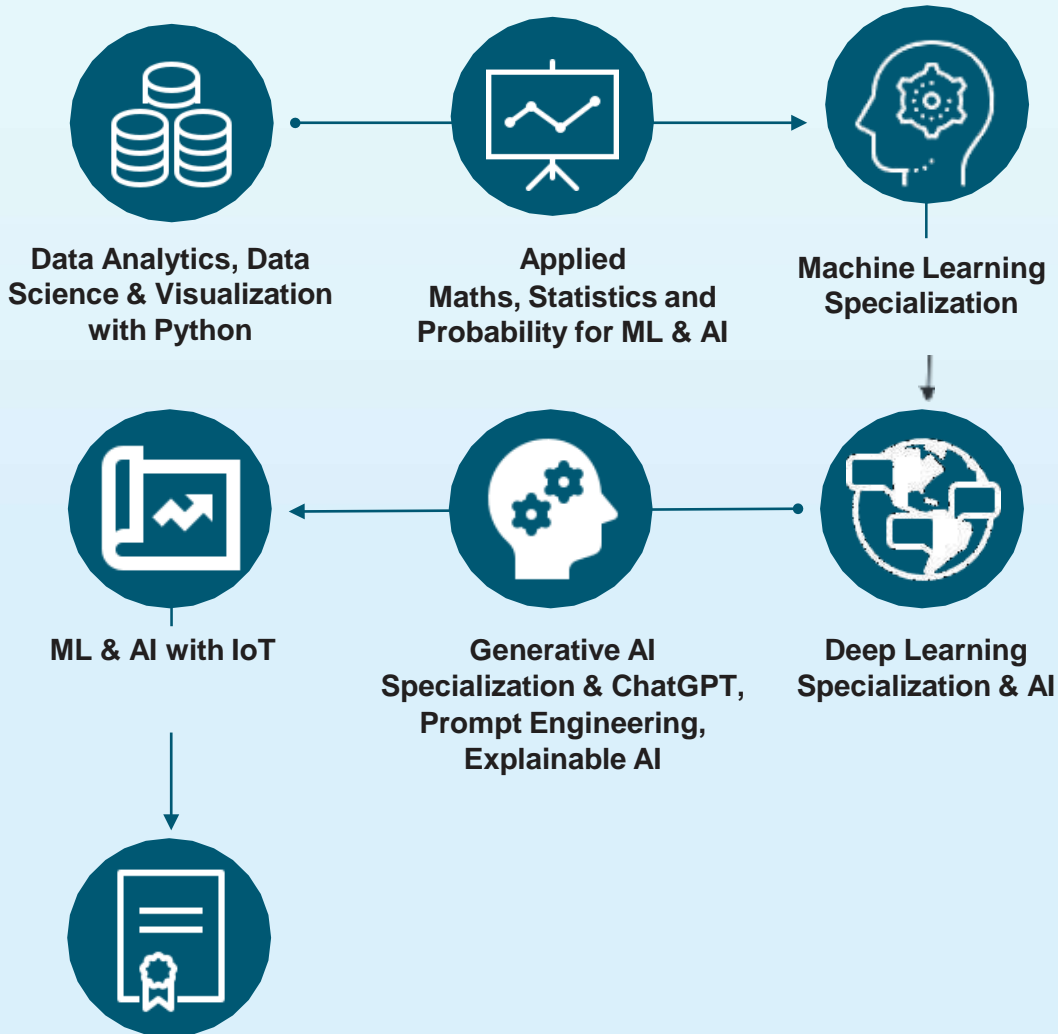 Data Analytics, Data
Science & Visualization
with Python
Applied
Maths, Statistics and
Probability for ML & AI
Machine Learning
Specialization
ML & AI with IoT
Generative AI
Specialization & ChatGPT,
Prompt Engineering,
Explainable AI
Deep Learning
Specialization & AI